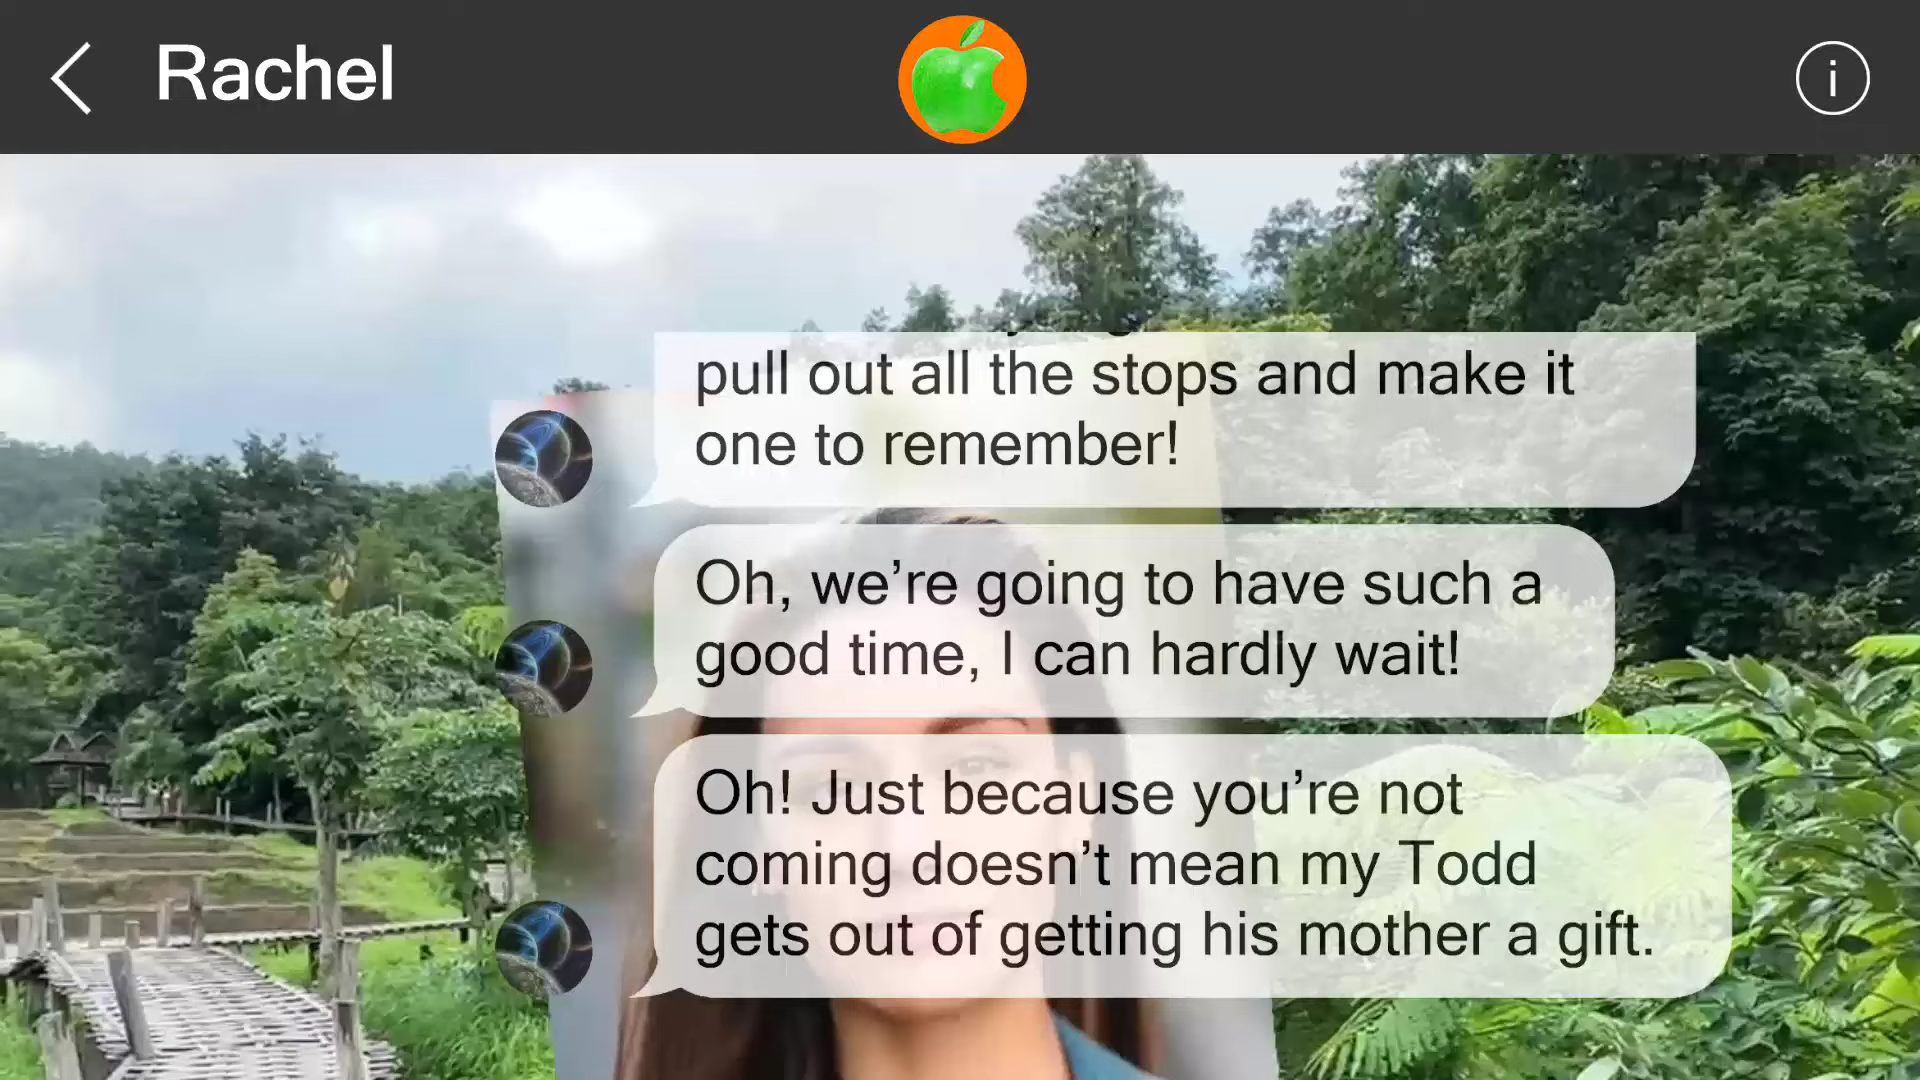 Rachel
pull out all the stops and make it
one to remember!
Oh, we’re going to have such a
good time, I can hardly wait!
Oh! Just because you’re not
coming doesn’t mean my Todd
gets out of getting his mother a gift.